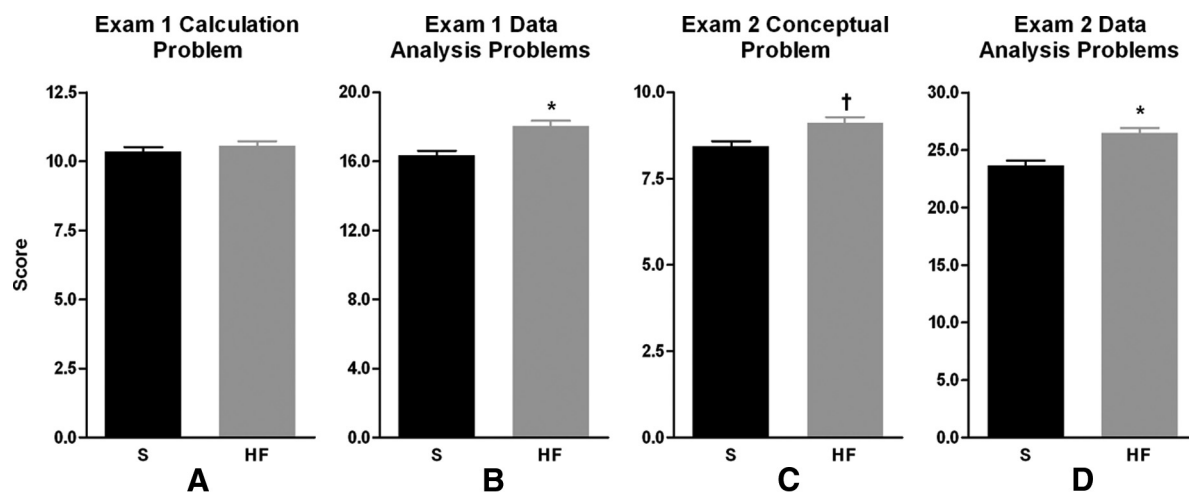 Exam 1 Calculation
Problem
Exam 1 Data
Analysis Problems
Exam 2 Conceptual
Problem
Exam 2 Data
Analysis Problems
Score
12.5
10.0
7.5
5.0
2.5
0.0
S HF
A
20.0
16.0
12.0
8.0
4.0
0.0
*
S HF
B
10.0
7.5
5.0
2.5
0.0
†
S HF
C
30.0
25.0
20.0
15.0
10.0
5.0
0.0
*
S HF
D